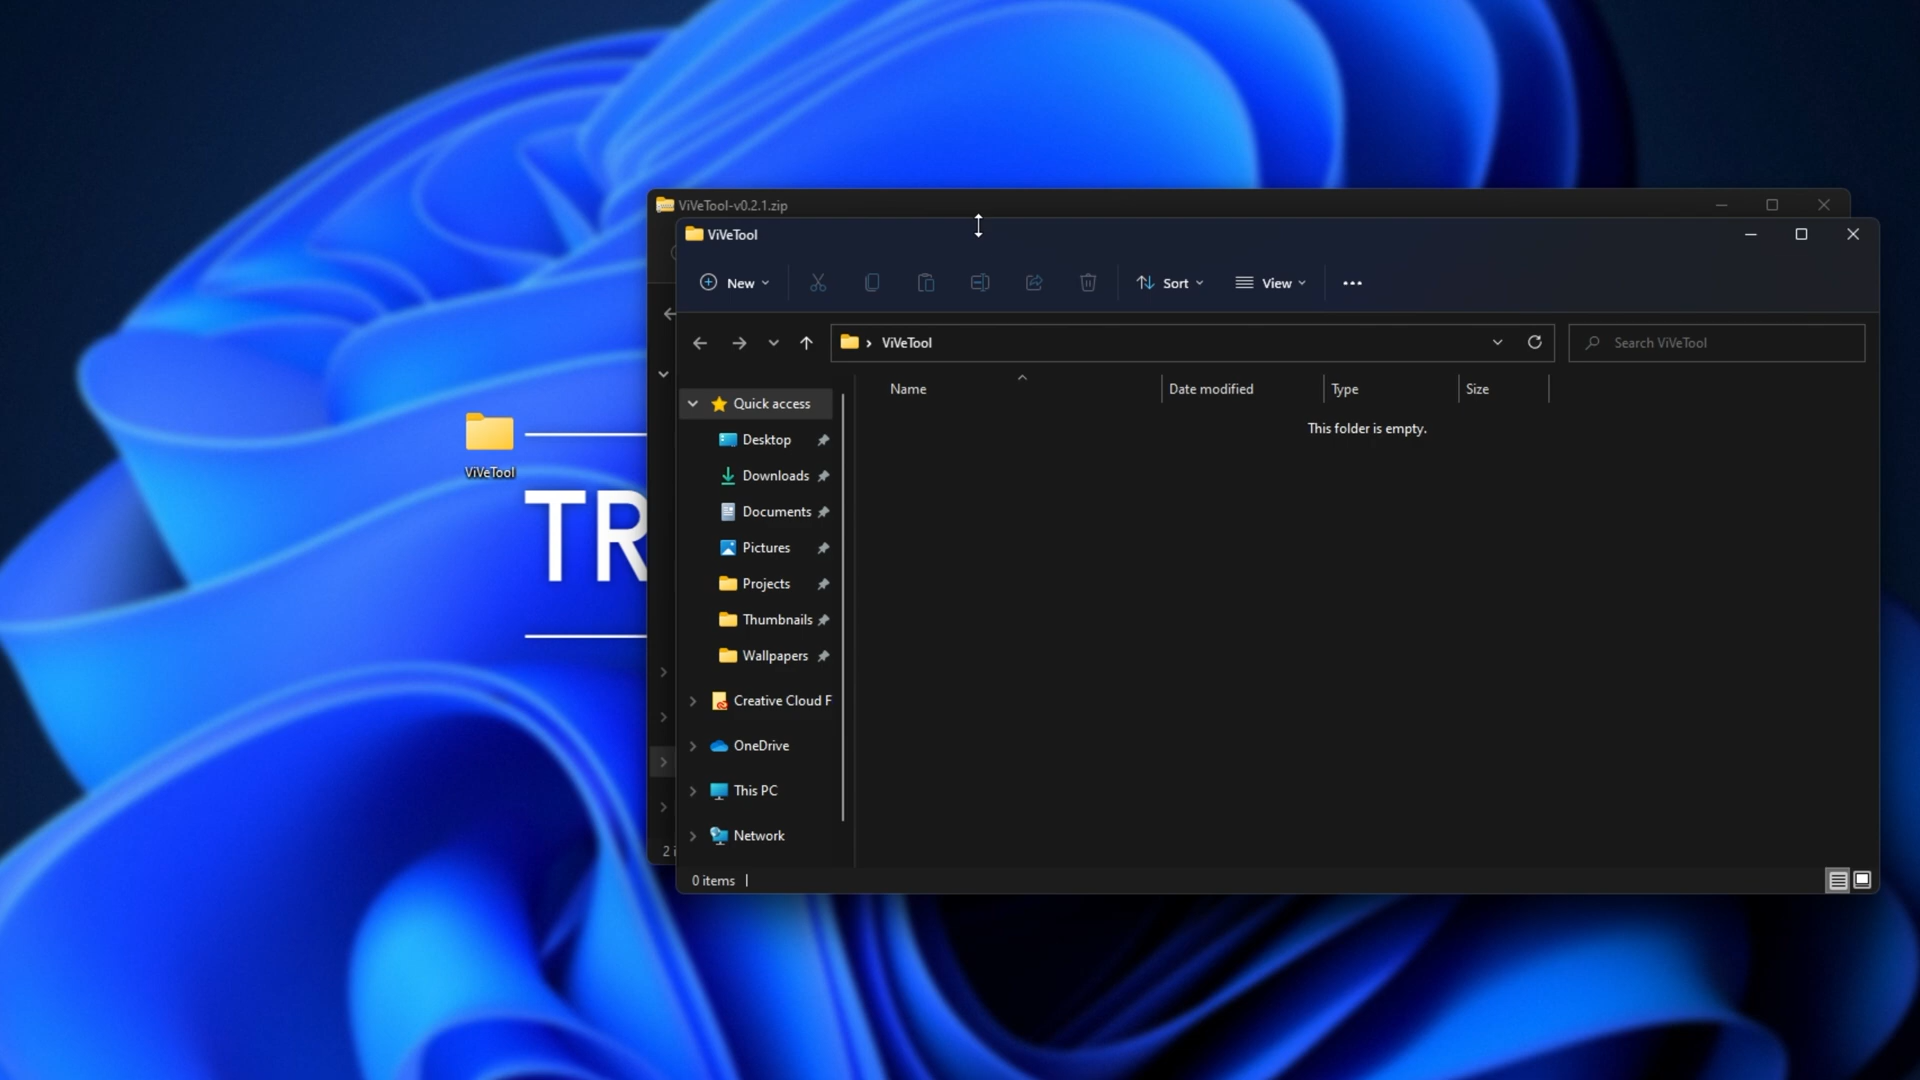 ViVeTool-v0.2.1.zip
ViVeTool
New
Sort
View
ViVeTool
Search ViVeTool
Name
Date modified
Type
Size
This folder is empty.
Quick access
Desktop
Downloads
Documents
Pictures
Projects
Thumbnails
Wallpapers
Creative Cloud F
OneDrive
This PC
Network
2 i
0 items
ViVeTool
TR